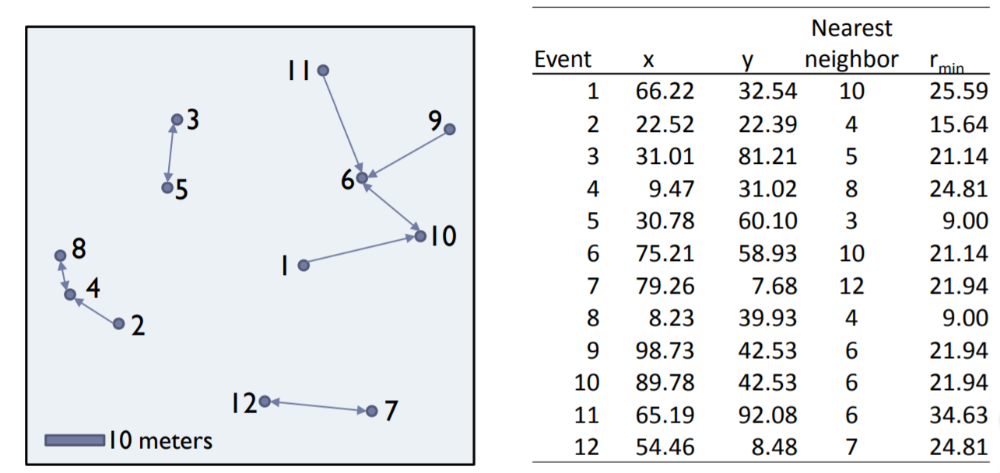 11
3
9
6
5
10
8
1
4
2
12
7
10 meters
Nearest
Event x y neighbor rmin
1 66.22 32.54 10 25.59
2 22.52 22.39 4 15.64
3 31.01 81.21 5 21.14
4 9.47 31.02 8 24.81
5 30.78 60.10 3 9.00
6 75.21 58.93 10 21.14
7 79.26 7.68 12 21.94
8 8.23 39.93 4 9.00
9 98.73 42.53 6 21.94
10 89.78 42.53 6 21.94
11 65.19 92.08 6 34.63
12 54.46 8.48 7 24.81